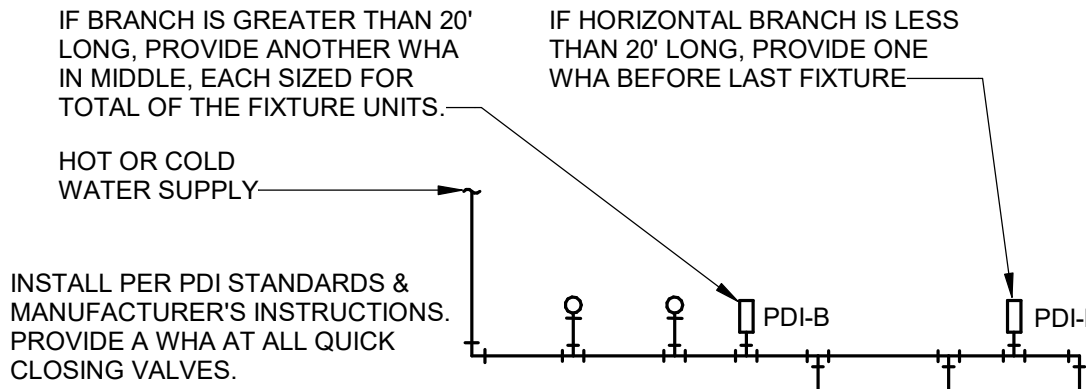 IF BRANCH IS GREATER THAN 20'
LONG, PROVIDE ANOTHER WHA
IN MIDDLE, EACH SIZED FOR
TOTAL OF THE FIXTURE UNITS.
IF HORIZONTAL BRANCH IS LESS
THAN 20' LONG, PROVIDE ONE
WHA BEFORE LAST FIXTURE
HOT OR COLD
WATER SUPPLY
INSTALL PER PDI STANDARDS &
MANUFACTURER'S INSTRUCTIONS.
PROVIDE A WHA AT ALL QUICK
CLOSING VALVES.
PDI-B